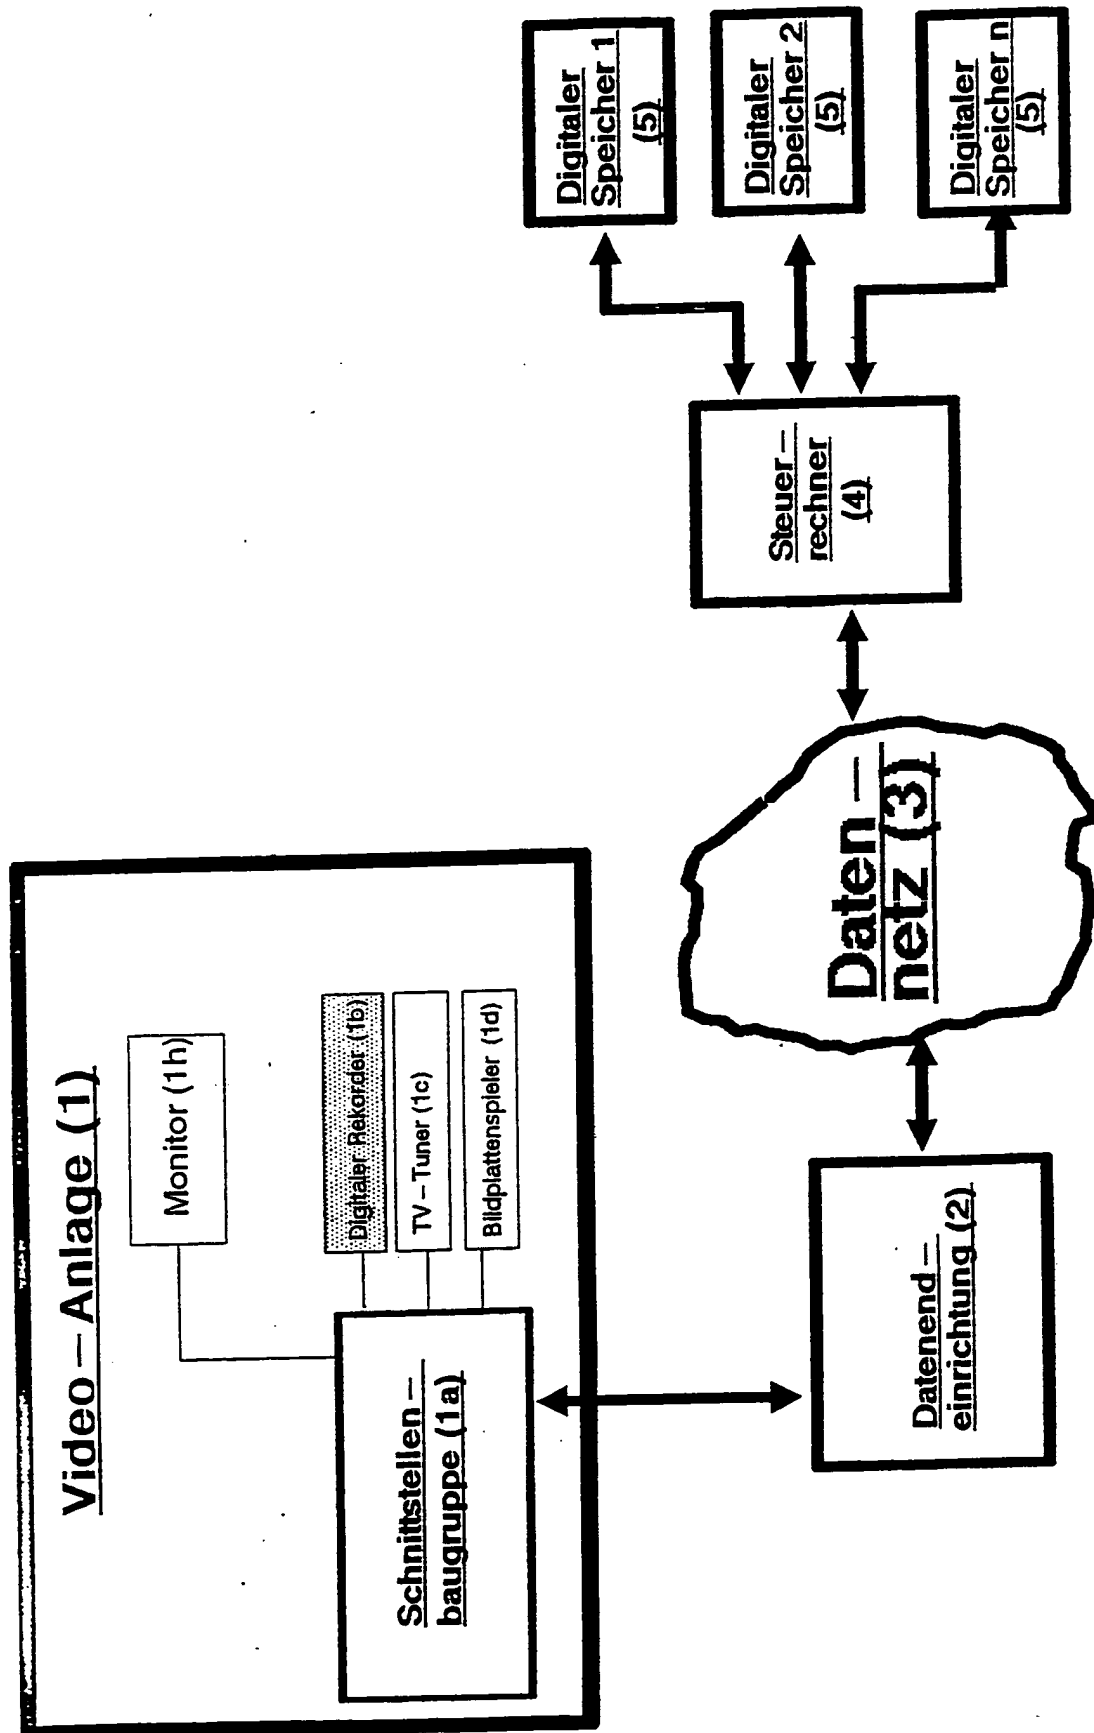 Video – Anlage (1)
Monitor (1h)
Digitaler Rekorder (1b)
TV – Tuner (1c)
Bildplattenspieler (1d)
Schnittstellen –
baugruppe (1a)
Datenend –
einrichtung (2)
Daten –
netz (3)
Steuer –
rechner
(4)
Digitaler
Speicher 1
(5)
Digitaler
Speicher 2
(5)
Digitaler
Speicher n
(5)